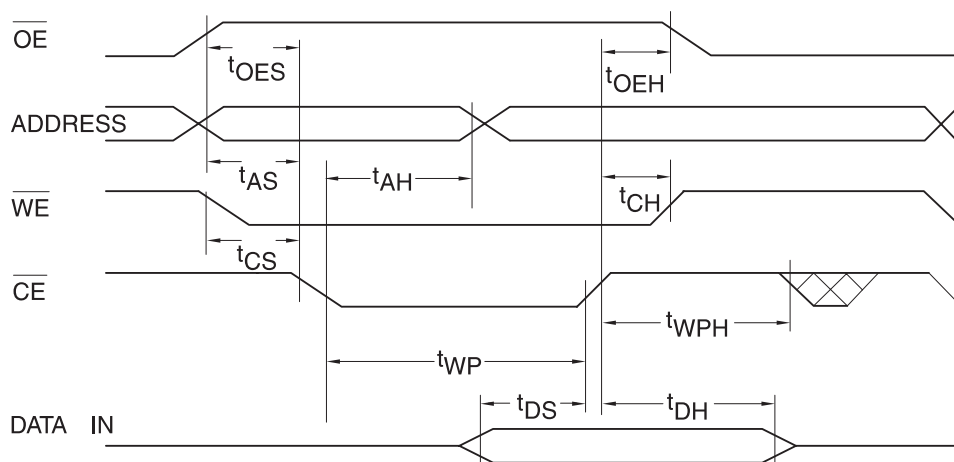 OE
tOES
tOEH
ADDRESS
tAS
tAH
tCH
WE
tCS
CE
tWPH
tWP
tDS
tDH
DATA IN